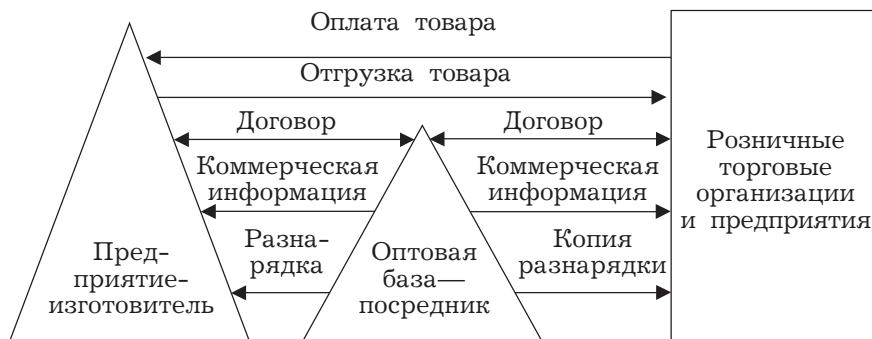 Оплата товара
Отгрузка товара
Договор
Договор
Коммерческая
информация
Коммерческая
информация
Розничные
торговые
организации
и предприятия
Пред-
приятие-
изготовитель
Разна-
рядка
Оптовая
база—
посредник
Копия
разнарядки